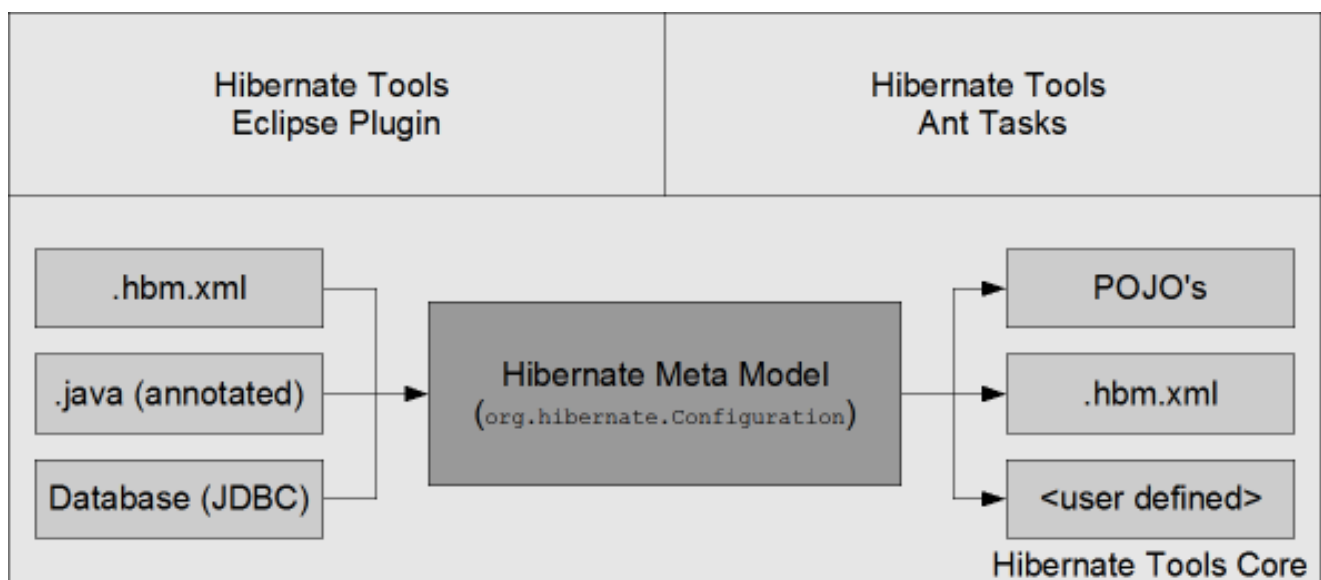 Hibernate Tools
Eclipse Plugin
Hibernate Tools
Ant Tasks
.hbm.xml
.java (annotated)
Database (JDBC)
Hibernate Meta Model
(org.hibernate.Configuration)
POJO's
.hbm.xml
<user defined>
Hibernate Tools Core